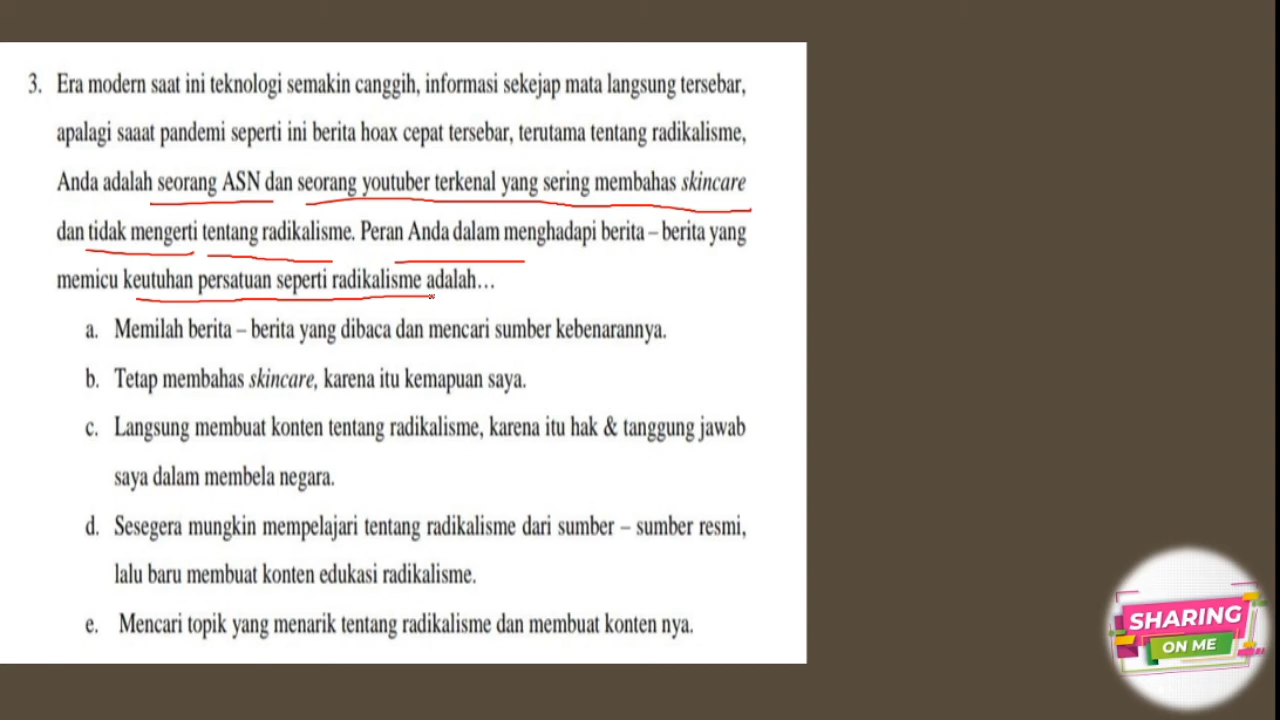 3. Era modern saat ini teknologi semakin canggih, informasi sekejap mata langsung tersebar,
apalagi saaat pandemi seperti ini berita hoax cepat tersebar, terutama tentang radikalisme,
Anda adalah seorang ASN dan seorang youtuber terkenal yang sering membahas skincare
dan tidak mengerti tentang radikalisme. Peran Anda dalam menghadapi berita – berita yang
memicu keutuhan persatuan seperti radikalisme adalah…
a. Memilah berita – berita yang dibaca dan mencari sumber kebenarannya.
b. Tetap membahas skincare, karena itu kemapuan saya.
c. Langsung membuat konten tentang radikalisme, karena itu hak & tanggung jawab
saya dalam membela negara.
d. Sesegera mungkin mempelajari tentang radikalisme dari sumber – sumber resmi,
lalu baru membuat konten edukasi radikalisme.
e. Mencari topik yang menarik tentang radikalisme dan membuat konten nya.
SHARING
ON ME